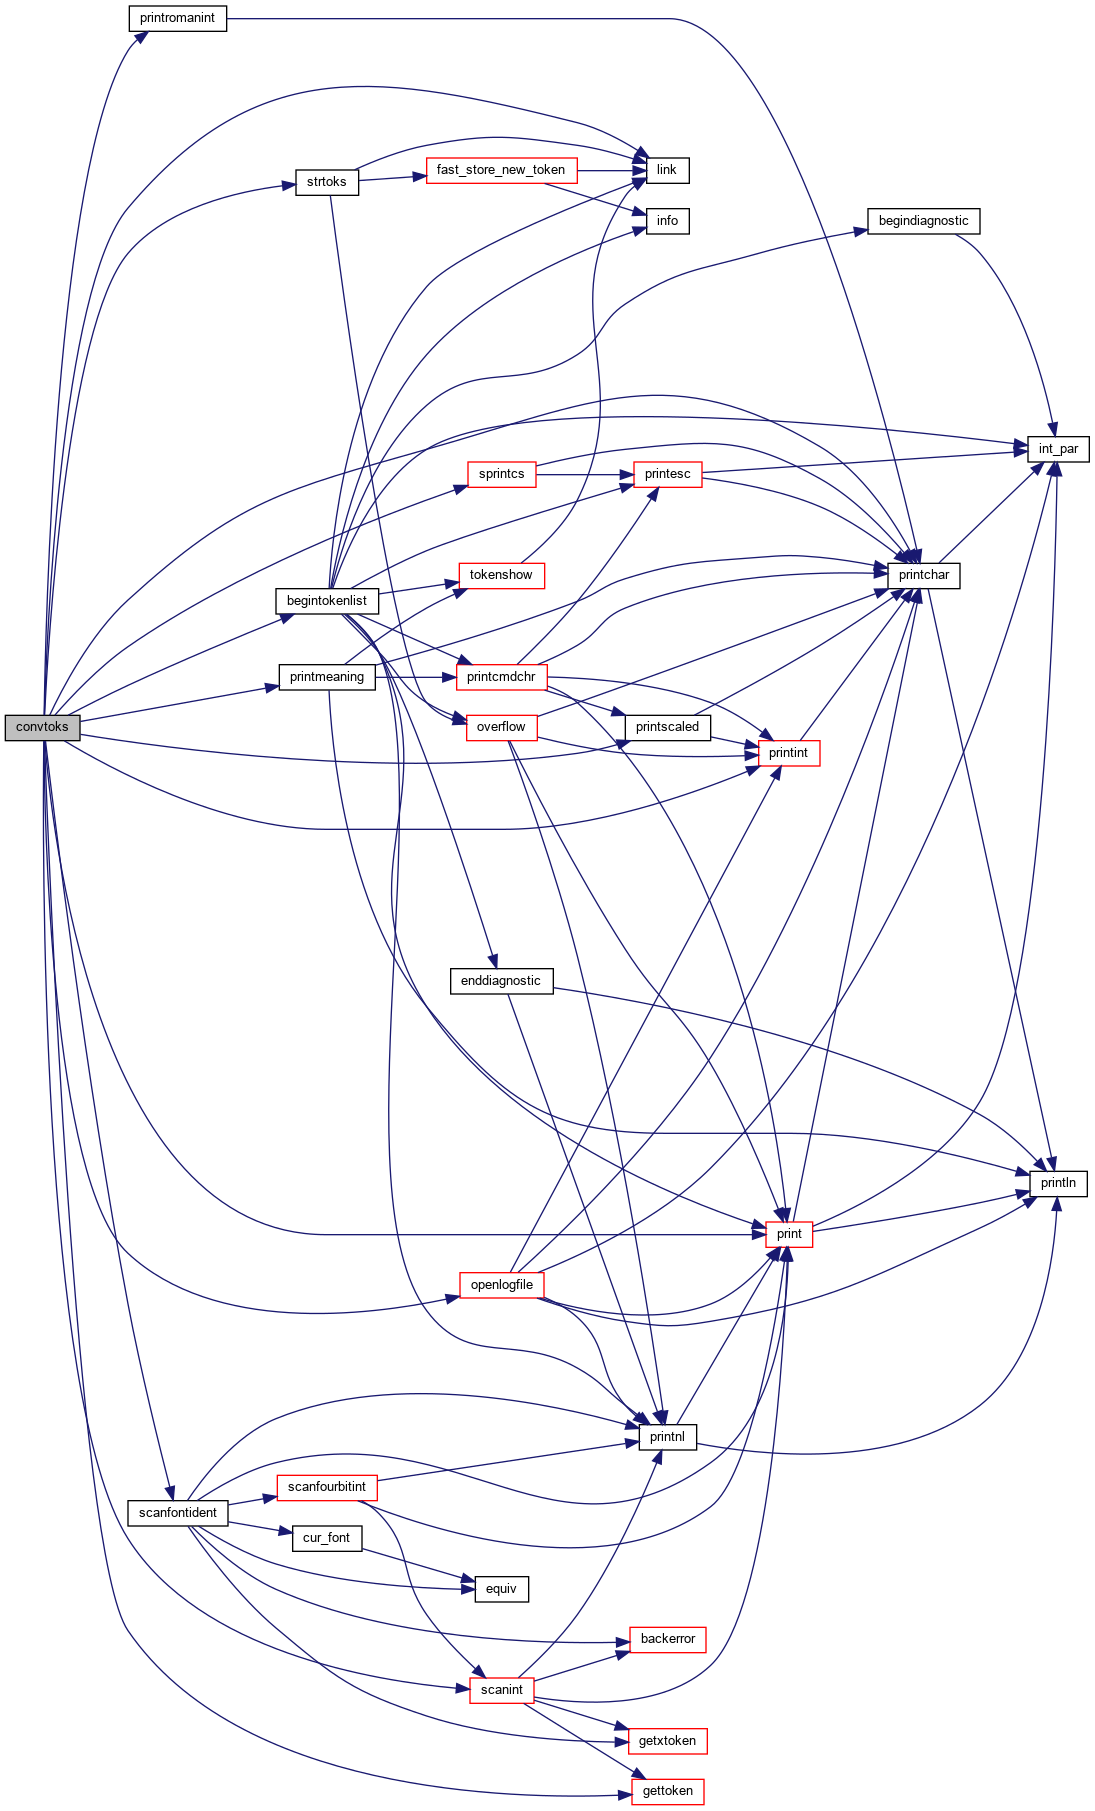 printromanint
link
strtoks
fast_store_new_token
info
begindiagnostic
int_par
sprintcs
printesc
printchar
tokenshow
begintokenlist
printmeaning
printcmdchr
convtoks
overflow
printscaled
printint
enddiagnostic
println
print
openlogfile
printnl
scanfourbitint
scanfontident
cur_font
equiv
backerror
scanint
getxtoken
gettoken